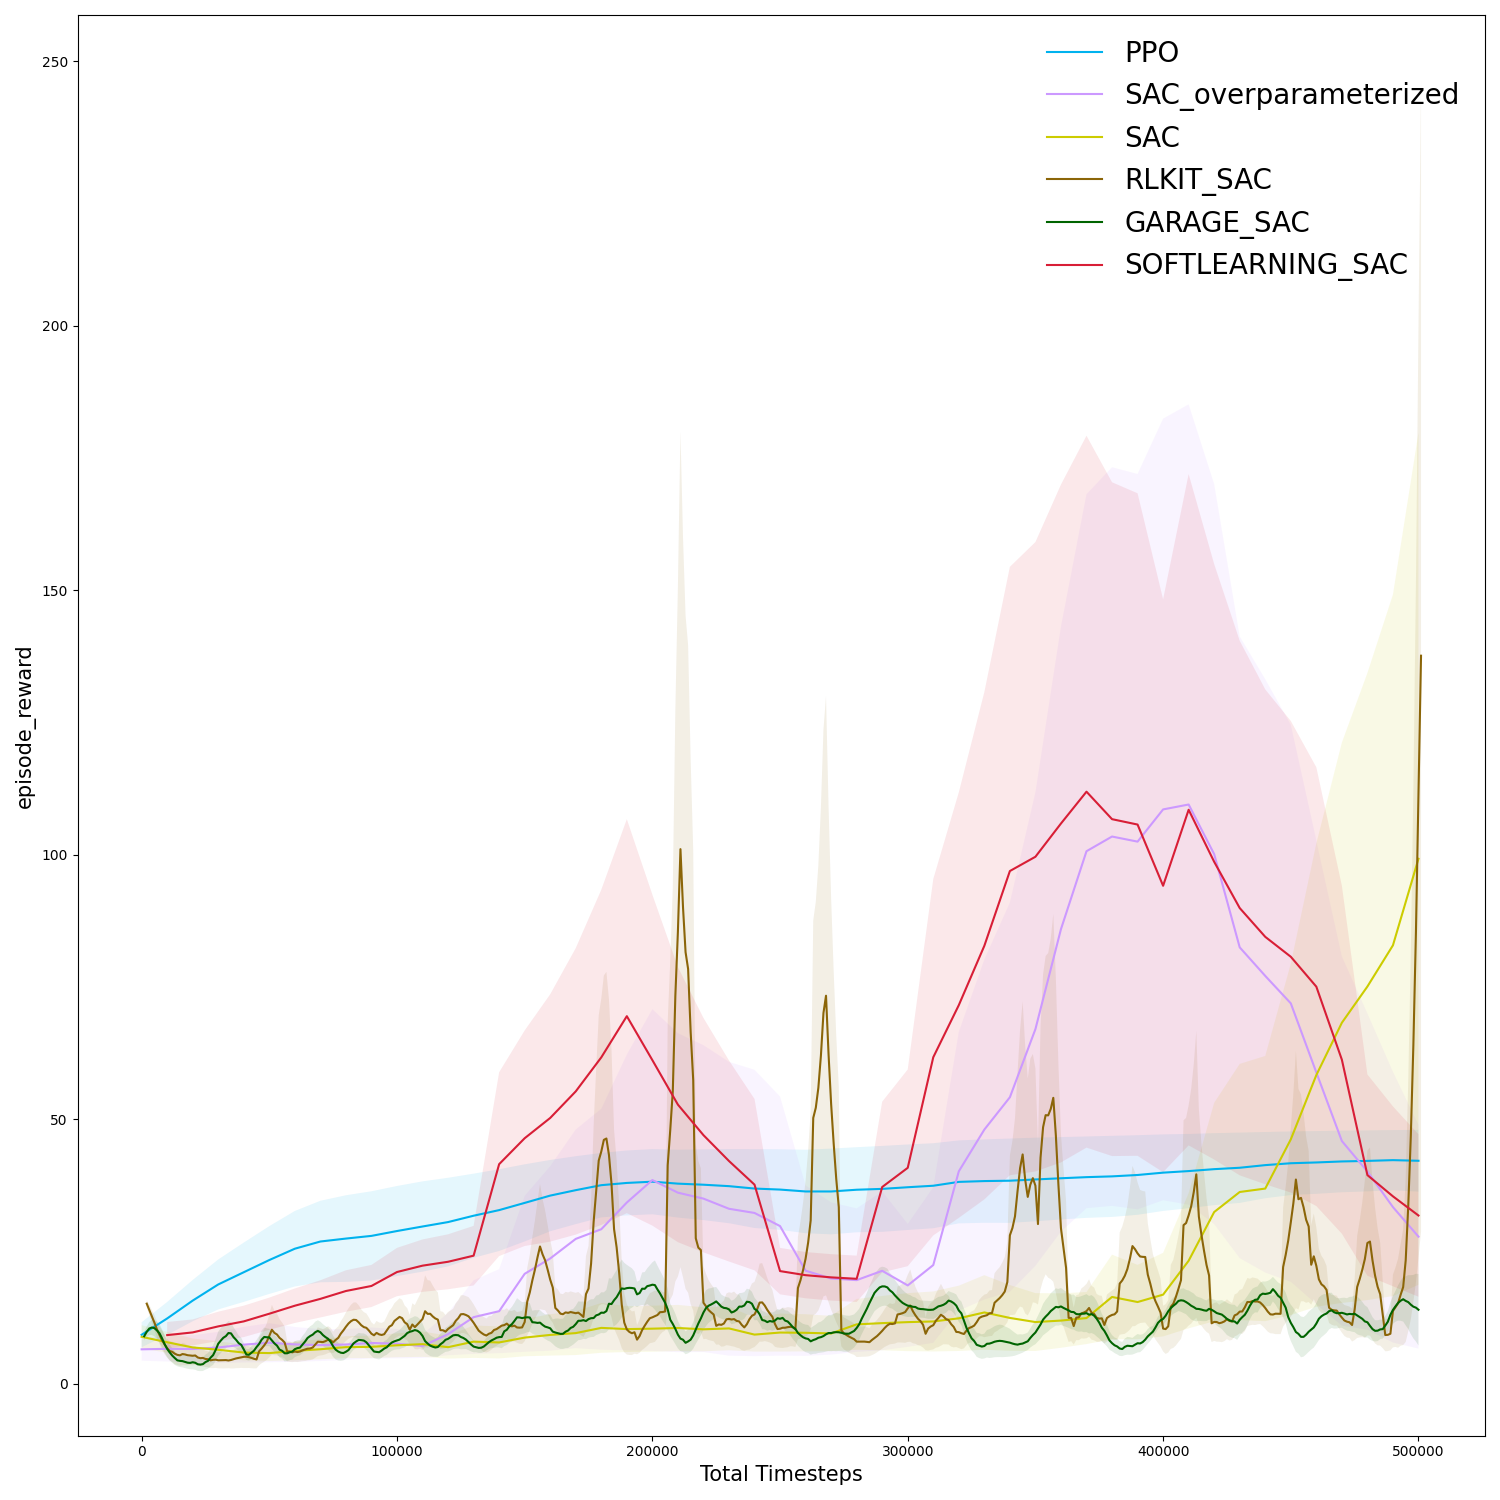 250
200
150
100
50
0
episode_reward
PPO
SAC_overparameterized
SAC
RLKIT_SAC
GARAGE_SAC
SOFTLEARNING_SAC
0 100000 200000 300000 400000 500000
Total Timesteps